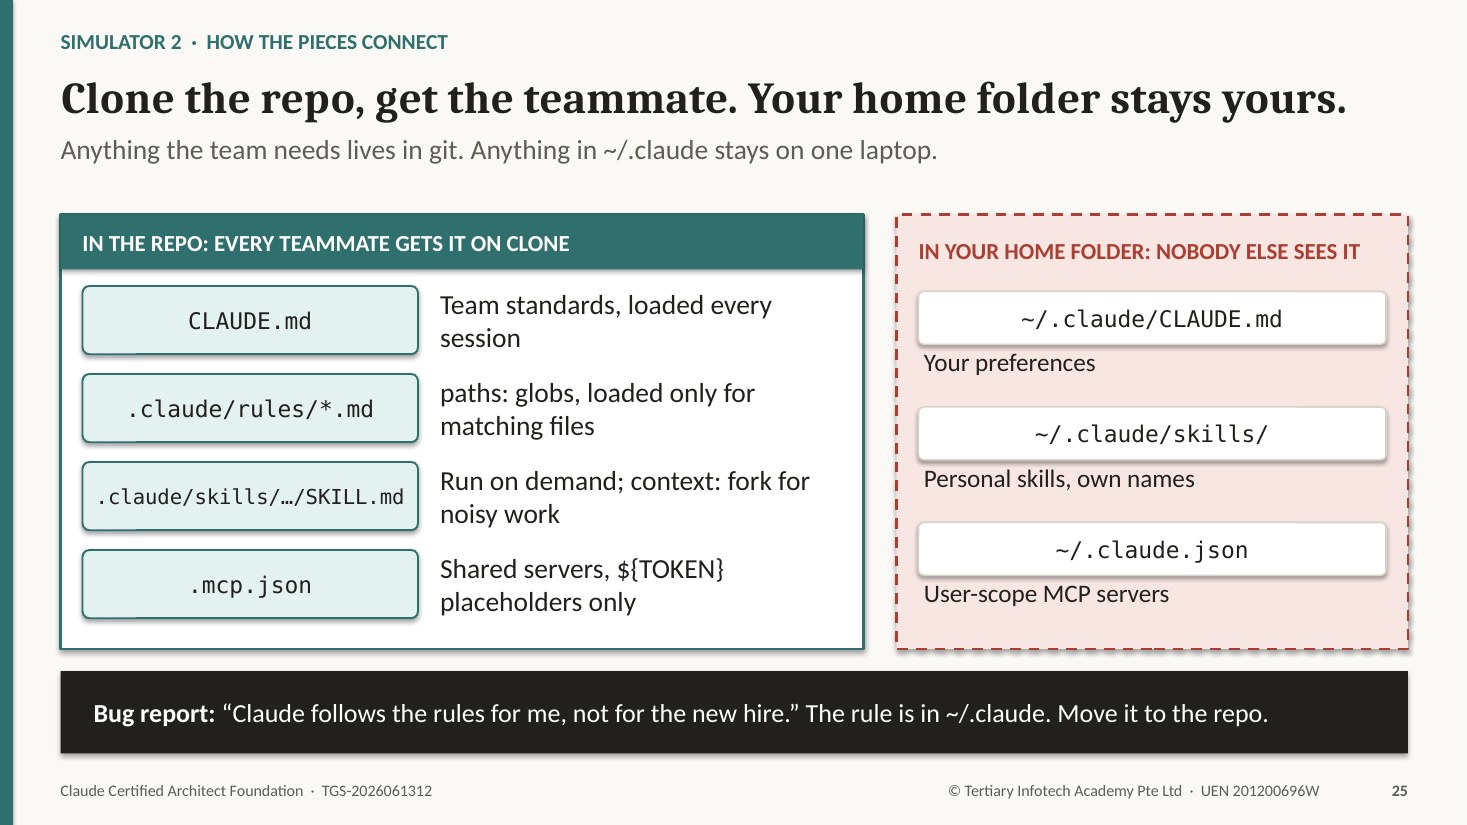 SIMULATOR 2 · HOW THE PIECES CONNECT
Clone the repo, get the teammate. Your home folder stays yours.
Anything the team needs lives in git. Anything in ~/.claude stays on one laptop.
IN THE REPO: EVERY TEAMMATE GETS IT ON CLONE
CLAUDE.md
Team standards, loaded every
session
.claude/rules/*.md
paths: globs, loaded only for
matching files
.claude/skills/…/SKILL.md
Run on demand; context: fork for
noisy work
.mcp.json
Shared servers, ${TOKEN}
placeholders only
IN YOUR HOME FOLDER: NOBODY ELSE SEES IT
~/.claude/CLAUDE.md
Your preferences
~/.claude/skills/
Personal skills, own names
~/.claude.json
User-scope MCP servers
Bug report: “Claude follows the rules for me, not for the new hire.” The rule is in ~/.claude. Move it to the repo.
Claude Certified Architect Foundation · TGS-2026061312
© Tertiary Infotech Academy Pte Ltd · UEN 201200696W
25